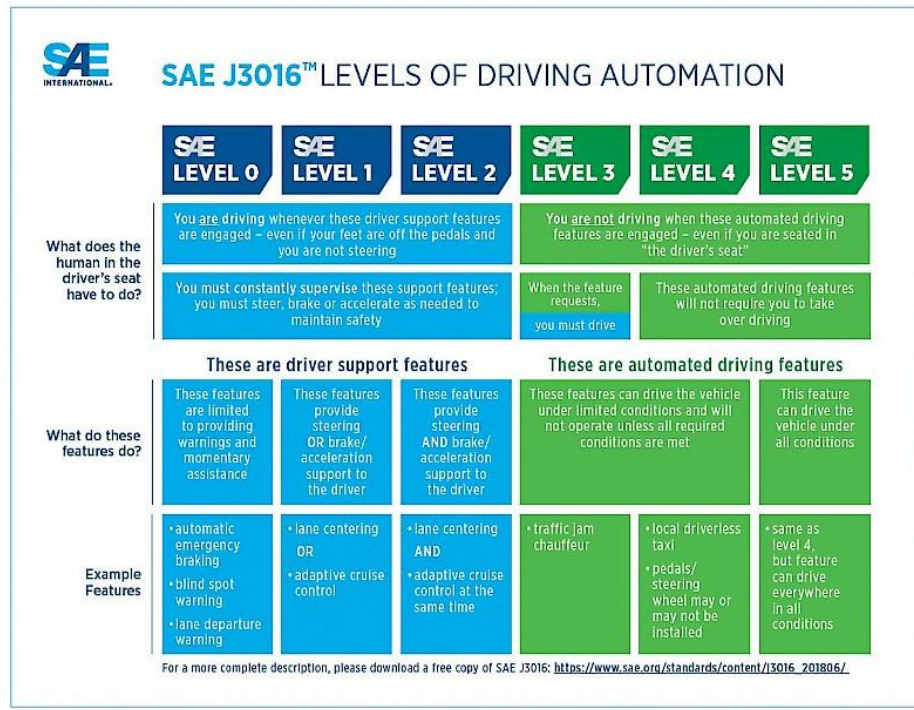 SAE
INTERNATIONAL®
SAE J3016™ LEVELS OF DRIVING AUTOMATION
SAE
LEVEL 0
SAE
LEVEL 1
SAE
LEVEL 2
SAE
LEVEL 3
SAE
LEVEL 4
SAE
LEVEL 5
What does the
human in the
driver's seat
have to do?
You are driving whenever these driver support features
are engaged – even if your feet are off the pedals and
you are not steering
You are not driving when these automated driving
features are engaged – even if you are seated in
"the driver's seat"
You must constantly supervise these support features;
you must steer, brake or accelerate as needed to
maintain safety
When the feature
requests,
you must drive
These automated driving features
will not require you to take
over driving
These are driver support features
These are automated driving features
What do these
features do?
These features
are limited
to providing
warnings and
momentary
assistance
These features
provide
steering
OR brake/
acceleration
support to
the driver
These features
provide
steering
AND brake/
acceleration
support to
the driver
These features can drive the vehicle
under limited conditions and will
not operate unless all required
conditions are met
This feature
can drive the
vehicle under
all conditions
Example
Features
•automatic
emergency
braking
•blind spot
warning
•lane departure
warning
•lane centering
OR
•adaptive cruise
control
•lane centering
AND
•adaptive cruise
control at the
same time
•traffic jam
chauffeur
•local driverless
taxi
•pedals/
steering
wheel may or
may not be
installed
•same as
level 4,
but feature
can drive
everywhere
in all
conditions
For a more complete description, please download a free copy of SAE J3016: https://www.sae.org/standards/content/j3016_201806/